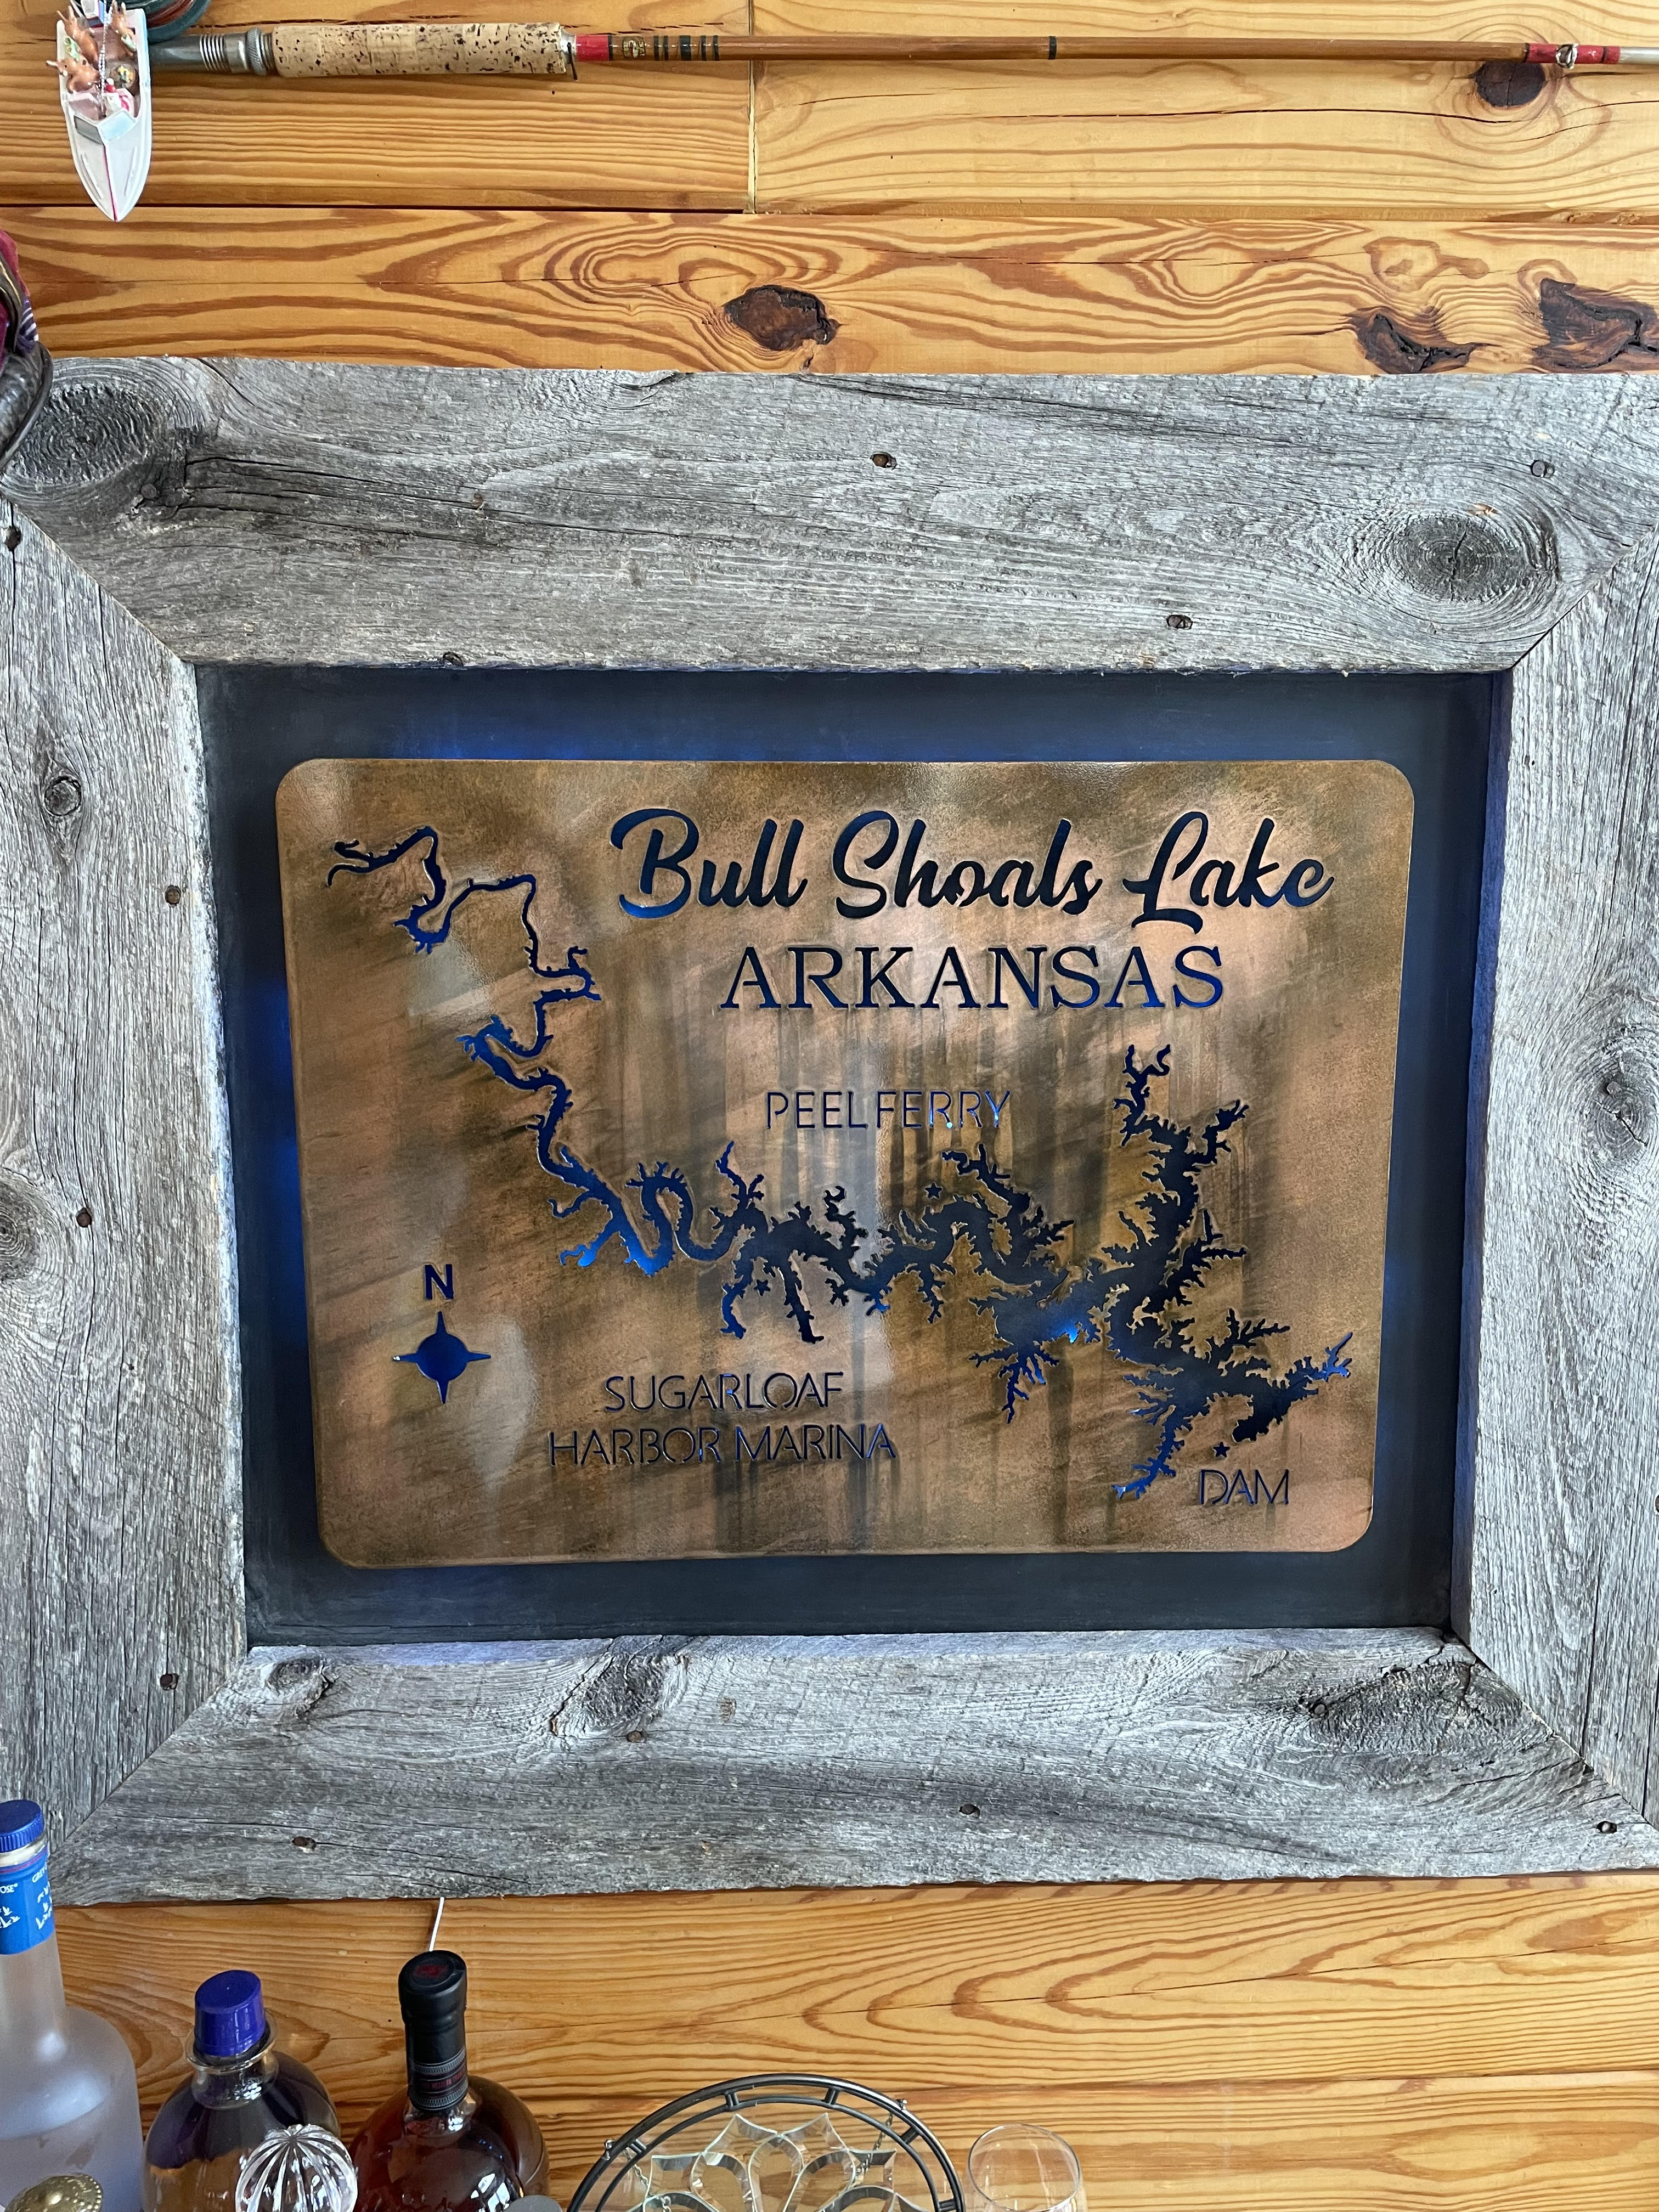 Bull Shoals Lake
ARKANSAS
PEEL FERRY
N
SUGARLOAF
HARBOR MARINA
DAM